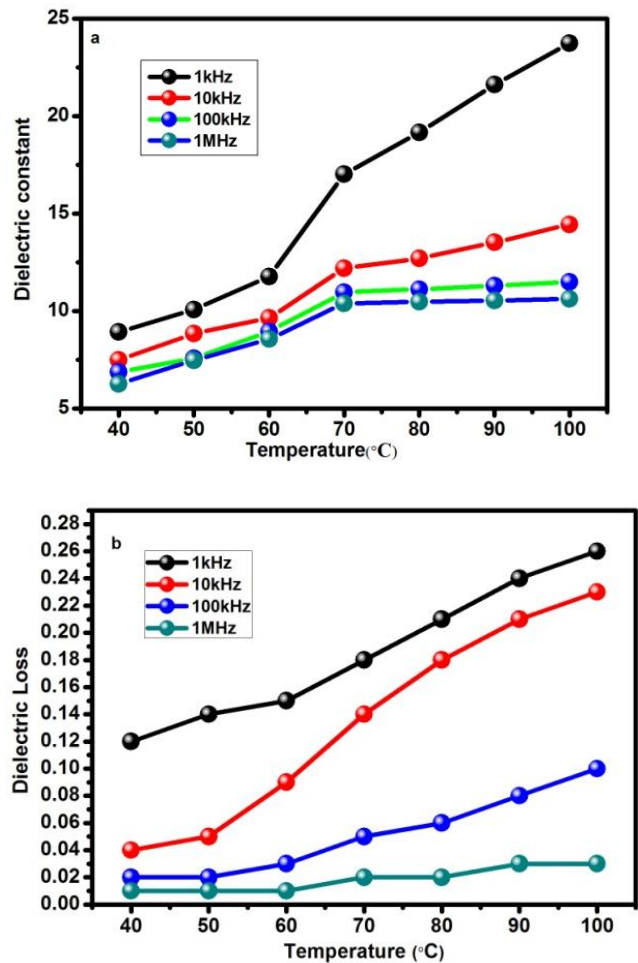 a
1kHz
10kHz
100kHz
1MHz
Dielectric constant
25
20
15
10
5
40 50 60 70 80 90 100
Temperature(°C)
b
1kHz
10kHz
100kHz
1MHz
Dielectric Loss
0.28
0.26
0.24
0.22
0.20
0.18
0.16
0.14
0.12
0.10
0.08
0.06
0.04
0.02
0.00
40 50 60 70 80 90 100
Temperature (°C)